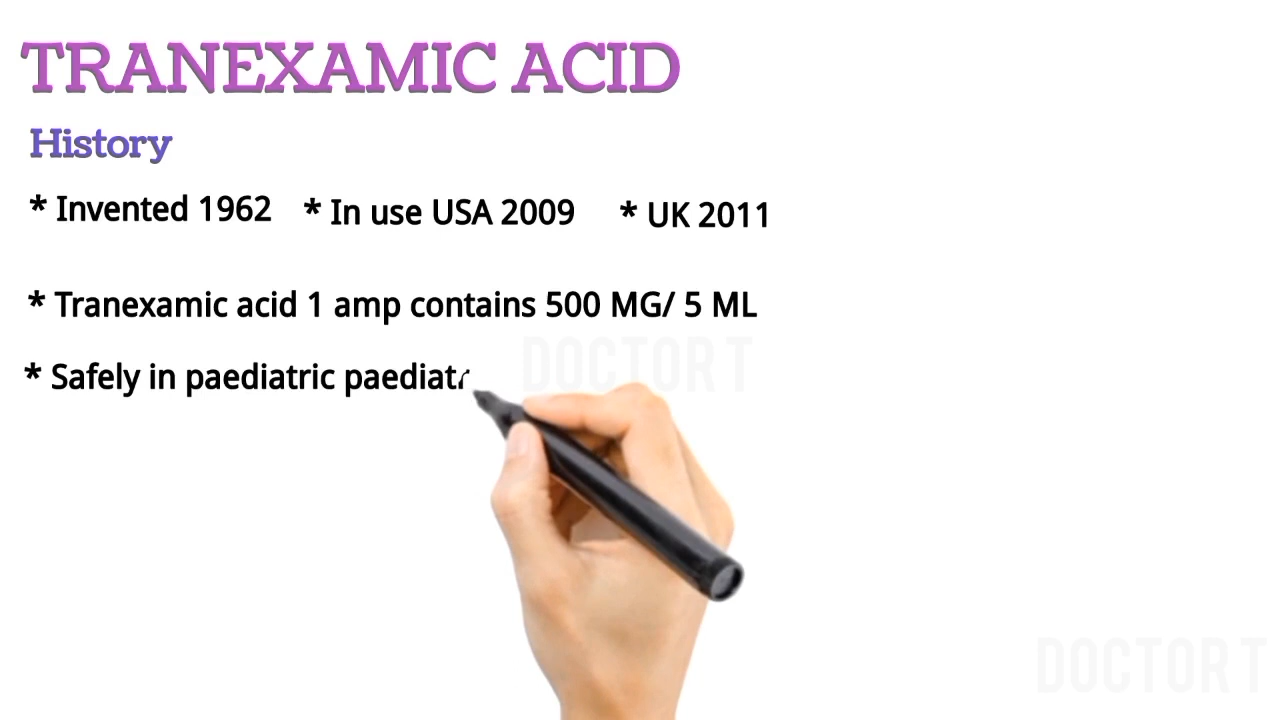 TRANEXAMIC ACID
History
* Invented 1962 * In use USA 2009 * UK 2011
* Tranexamic acid 1 amp contains 500 MG/ 5 ML
DOCTOR T
* Safely in paediatric paediatr
DOCTOR T